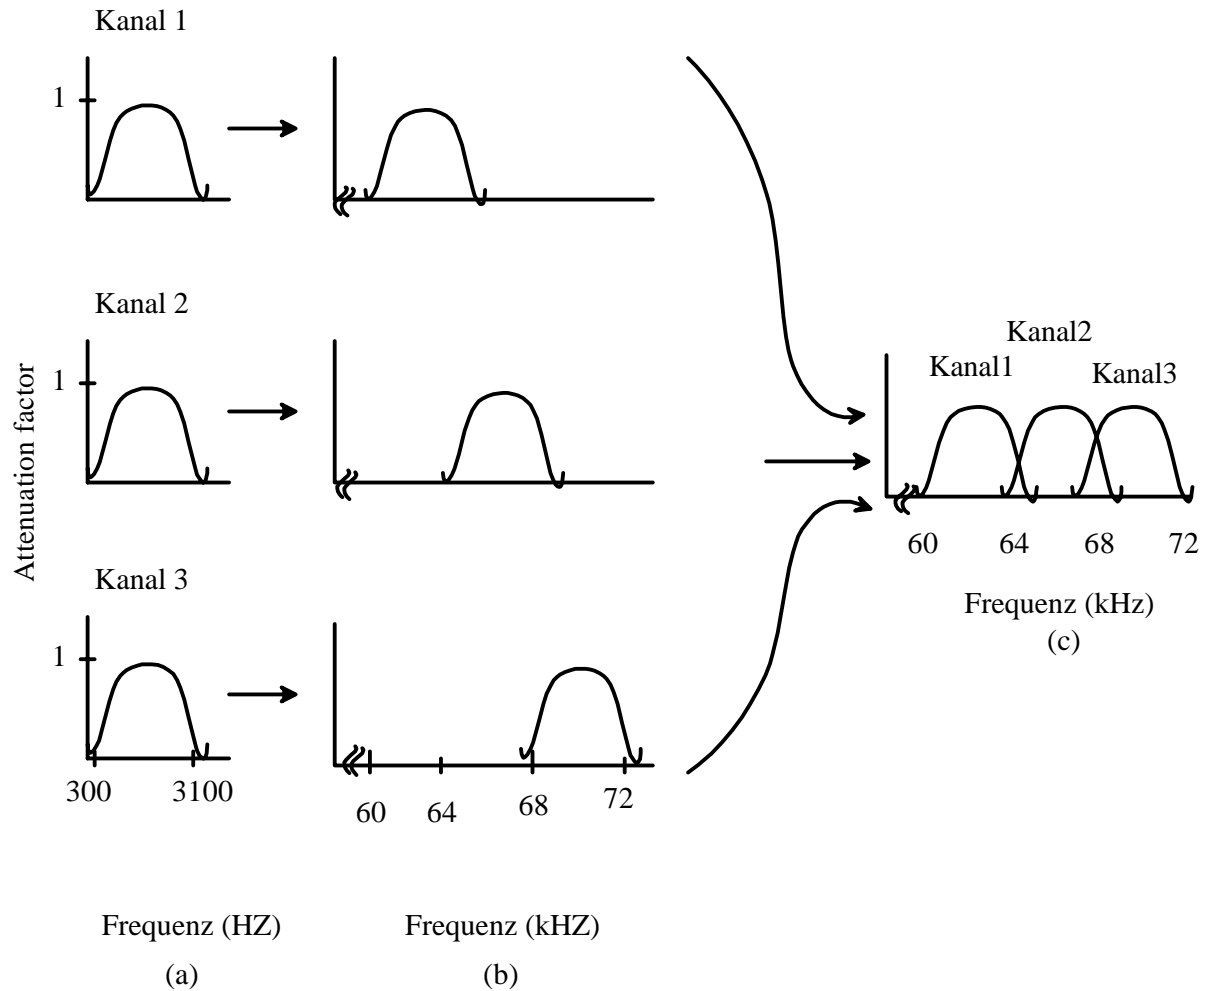 Kanal 1
1
Kanal 2
1
Attenuation factor
Kanal 3
1
300 3100
60 64 68 72
Frequenz (HZ)
(a)
Frequenz (kHZ)
(b)
Kanal2
Kanal1
Kanal3
60 64 68 72
Frequenz (kHz)
(c)